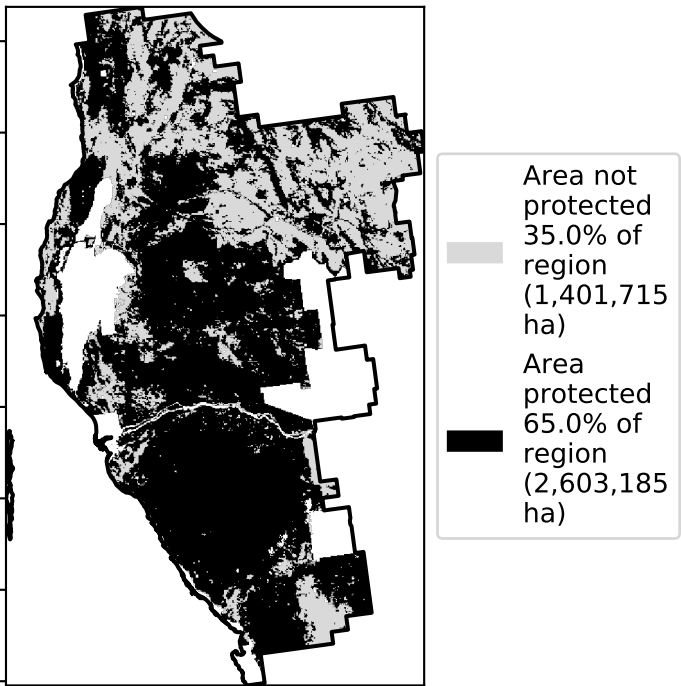 Area not
protected
35.0% of
region
(1,401,715
ha)
Area
protected
65.0% of
region
(2,603,185
ha)